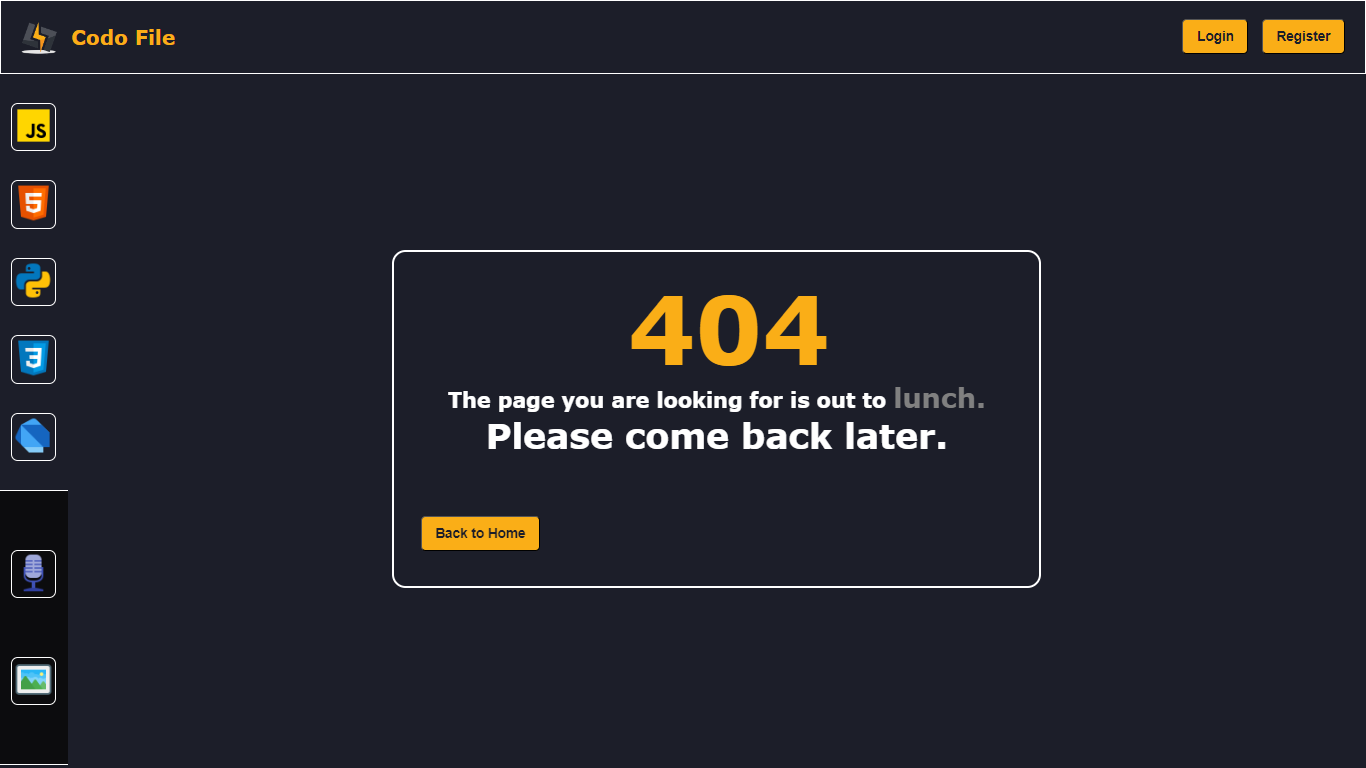 Codo File
Login
Register
JS
5
3
404
The page you are looking for is out to lunch.
Please come back later.
Back to Home